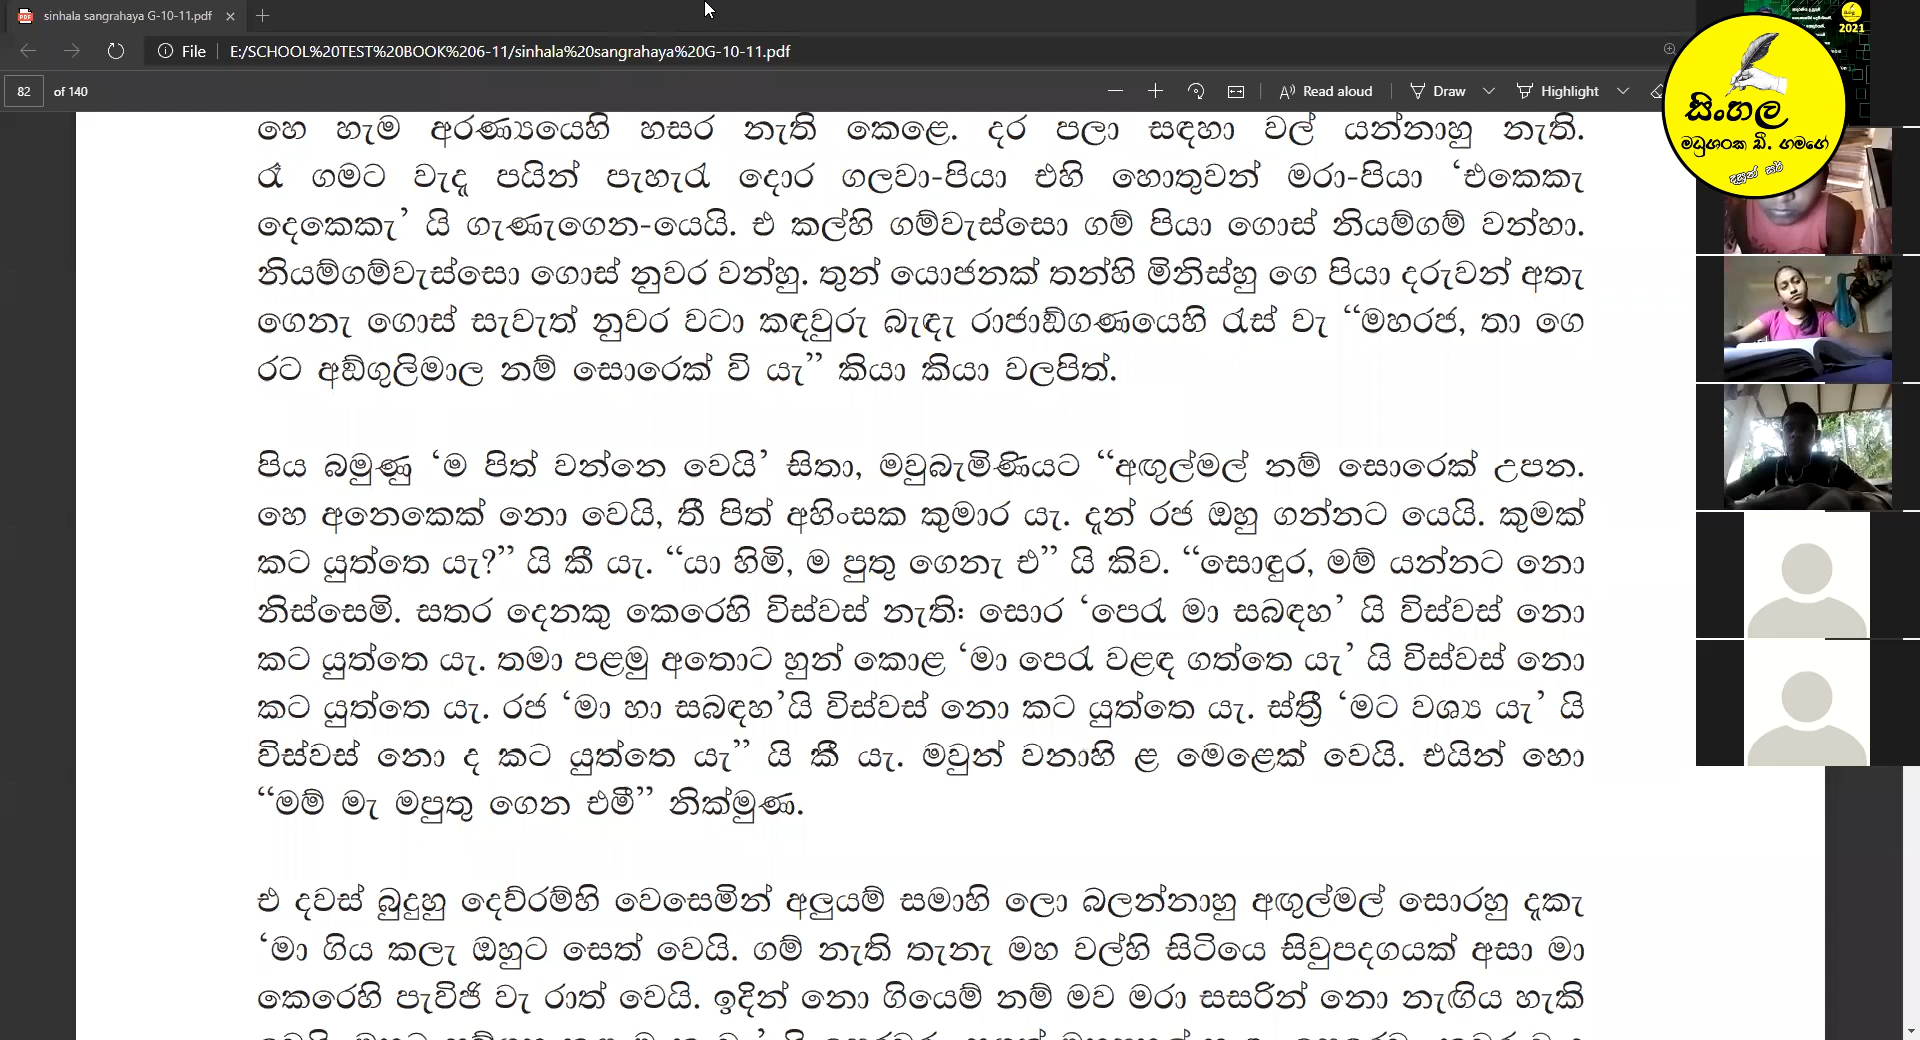 sinhala sangrahaya G-10-11.pdf
2021
File E:/SCHOOL%20TEST%20BOOK%206-11/sinhala%20sangrahaya%20G-10-11.pdf
82 of 140 Read aloud Draw Highlight
සිංහල
මධුශංක ඩී. ගමගේ
දසුන් සර්
හෙ හැම අරණ්‍යයෙහි හසර නැති කෙළෙ. දර පලා සඳහා වල් යන්නාහු නැති.
රෑ ගමට වැදැ පයින් පැහැරැ දොර ගලවා-පියා එහි හොතුවන් මරා-පියා ‘එකෙකැ
දෙකෙකැ’ යි ගැණැගෙන-යෙයි. එ කල්හි ගම්වැස්සො ගම් පියා ගොස් නියම්ගම් වන්හා.
නියම්ගම්වැස්සො ගොස් නුවර වන්හු. තුන් යොජනක් තන්හි මිනිස්හු ගෙ පියා දරුවන් අතැ
ගෙනැ ගොස් සැවැත් නුවර වටා කඳවුරු බැඳැ රාජාඞ්ගණයෙහි රැස් වැ “මහරජ, තා ගෙ
රට අඞ්ගුලිමාල නම් සොරෙක් වි යැ” කියා කියා වලපිත්.
පිය බමුණු ‘ම පිත් වන්නෙ වෙයි’ සිතා, මවුබැමිණියට “අඟුල්මල් නම් සොරෙක් උපන.
හෙ අනෙකෙක් නො වෙයි, තී පිත් අහිංසක කුමාර යැ. දැන් රජ ඔහු ගන්නට යෙයි. කුමක්
කට යුත්තෙ යැ?” යි කී යැ. “යා හිමි, ම පුතු ගෙනැ එ” යි කිව. “සොඳුර, මම් යන්නට නො
නිස්සෙමි. සතර දෙනකු කෙරෙහි විස්වස් නැති: සොර ‘පෙරැ මා සබඳහ’ යි විස්වස් නො
කට යුත්තෙ යැ. තමා පළමු අතොට හුන් කොළ ‘මා පෙරැ වළඳ ගත්තෙ යැ’ යි විස්වස් නො
කට යුත්තෙ යැ. රජ ‘මා හා සබඳහ’යි විස්වස් නො කට යුත්තෙ යැ. ස්ත්‍රී ‘මට වශ්‍ය යැ’ යි
විස්වස් නො ද කට යුත්තෙ යැ” යි කී යැ. මවුන් වනාහි ළ මෙළෙක් වෙයි. එයින් හො
“මම් මැ මපුතු ගෙන එමී” නික්මුණ.
එ දවස් බුදුහු දෙව්රම්හි වෙසෙමින් අලුයම් සමාහි ලො බලන්නාහු අඟුල්මල් සොරහු දැකැ
‘මා ගිය කලැ ඔහුට සෙත් වෙයි. ගම් නැති තැනැ මහ වල්හි සිටියෙ සිවුපදගයක් අසා මා
කෙරෙහි පැවිජි වැ රාත් වෙයි. ඉදින් නො ගියෙම් නම් මව මරා සසරින් නො නැඟිය හැකි